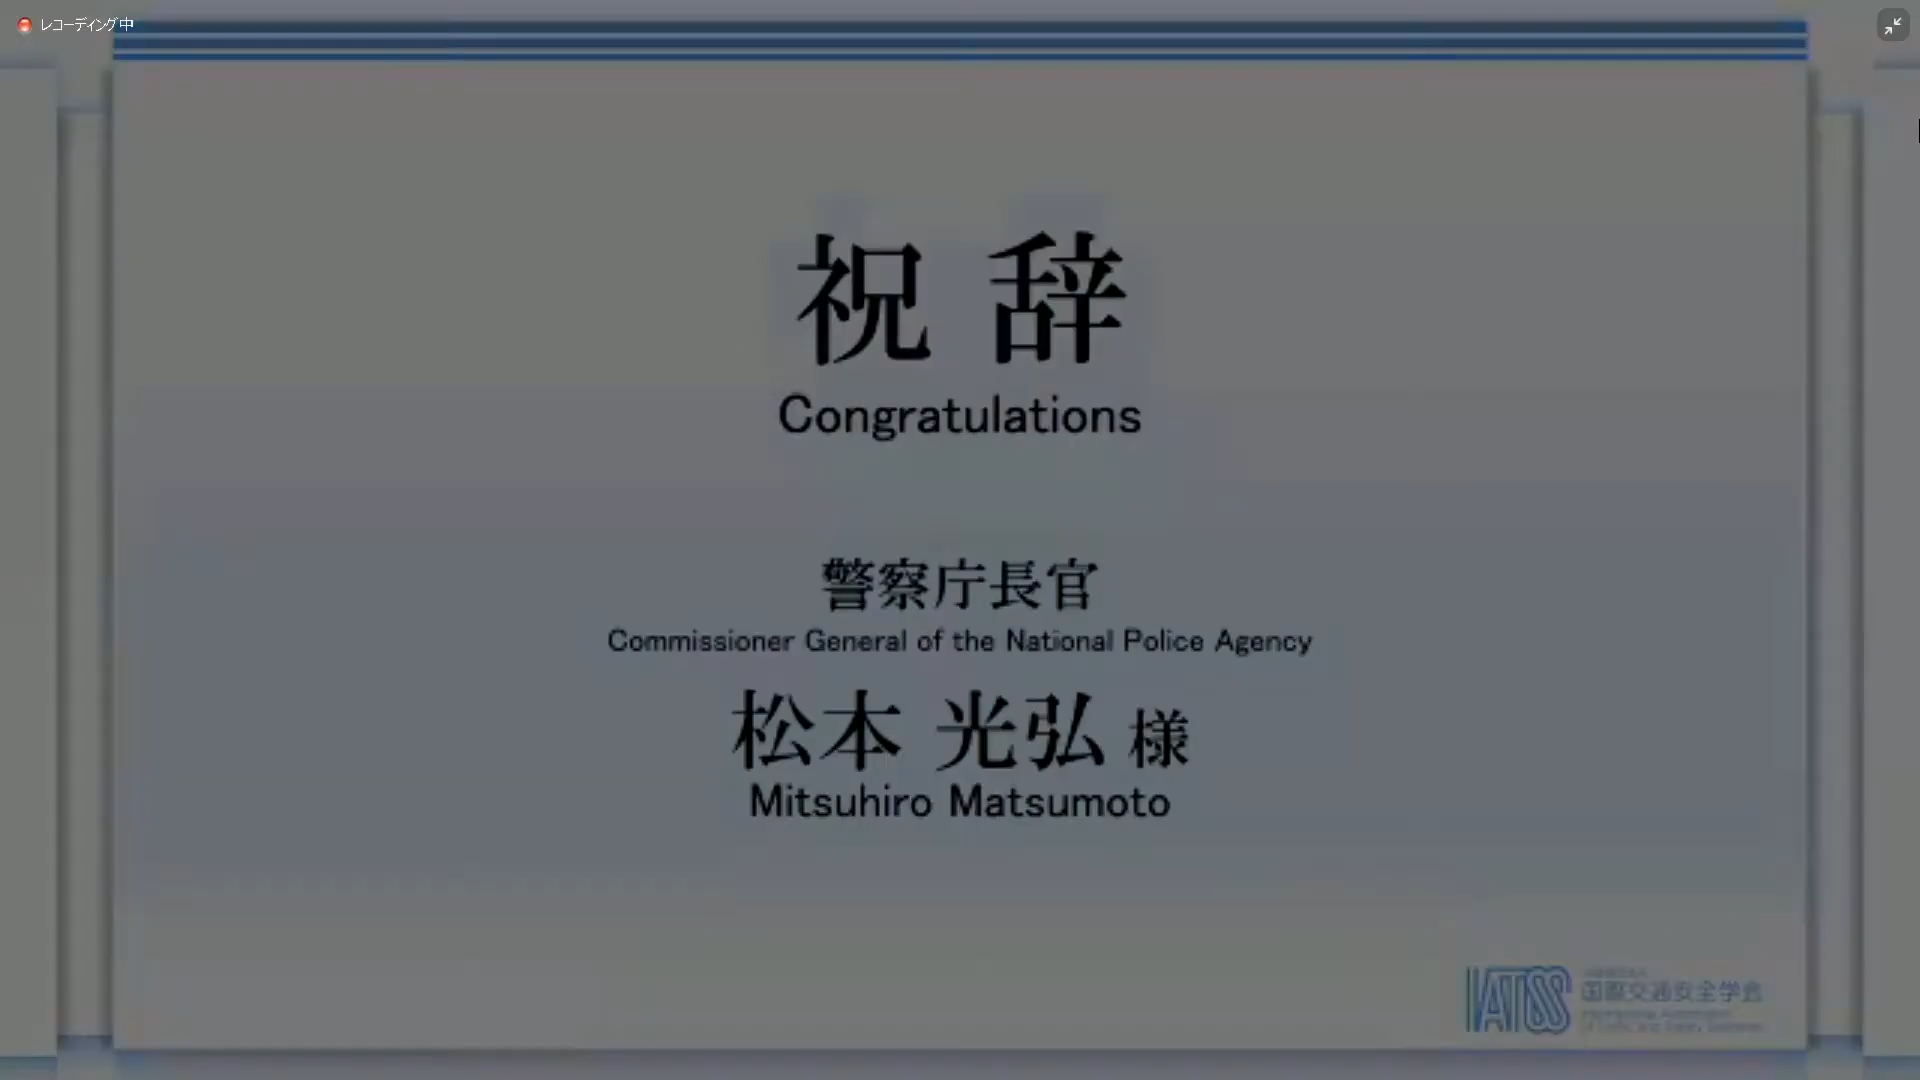 レコーディング中
祝 辞
Congratulations
警察庁長官
Commissioner General of the National Police Agency
松本 光弘 様
Mitsuhiro Matsumoto
IATSS
国際交通安全学会